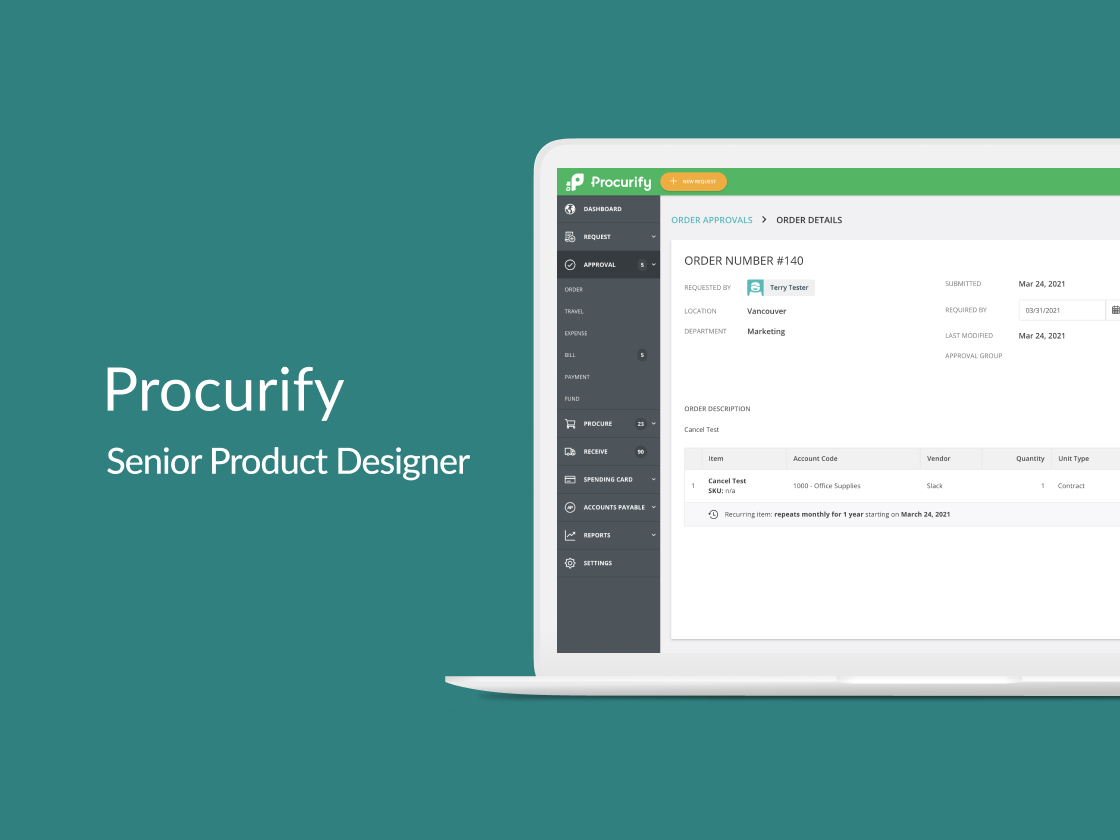 Procurify
Senior Product Designer
Procurify
NEW REQUEST
DASHBOARD
REQUEST
APPROVAL 5
ORDER
TRAVEL
EXPENSE
BILL 5
PAYMENT
FUND
PROCURE 23
RECEIVE 90
SPENDING CARD
AP ACCOUNTS PAYABLE
REPORTS
SETTINGS
ORDER APPROVALS > ORDER DETAILS
ORDER NUMBER #140
REQUESTED BY Terry Tester
LOCATION Vancouver
DEPARTMENT Marketing
SUBMITTED Mar 24, 2021
REQUIRED BY 03/31/2021
LAST MODIFIED Mar 24, 2021
APPROVAL GROUP
ORDER DESCRIPTION
Cancel Test
Item Account Code Vendor Quantity Unit Type
1 Cancel Test 1000 - Office Supplies Slack 1 Contract
SKU: n/a
Recurring item: repeats monthly for 1 year starting on March 24, 2021